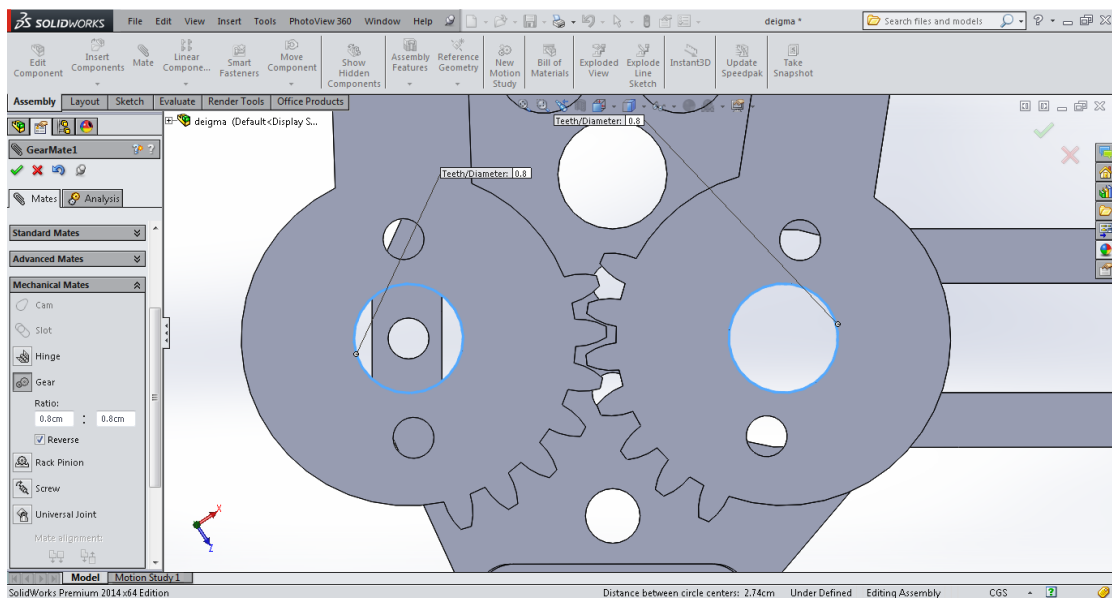 SOLIDWORKS File Edit View Insert Tools PhotoView 360 Window Help deigma * Search files and models
Edit Component
Insert Components
Mate
Linear Compone...
Smart Fasteners
Move Component
Show Hidden Components
Assembly Features
Reference Geometry
New Motion Study
Bill of Materials
Exploded View
Explode Line Sketch
Instant3D
Update Speedpak
Take Snapshot
Assembly Layout Sketch Evaluate Render Tools Office Products
deigma (Default<Display S...
Teeth/Diameter: 0.8
GearMate1
Teeth/Diameter: 0.8
Mates Analysis
Standard Mates
Advanced Mates
Mechanical Mates
Cam
Slot
Hinge
Gear
Ratio:
0.8cm : 0.8cm
Reverse
Rack Pinion
Screw
Universal Joint
Mate alignment:
X
Z
Model Motion Study 1
SolidWorks Premium 2014 x64 Edition Distance between circle centers: 2.74cm Under Defined Editing Assembly CGS